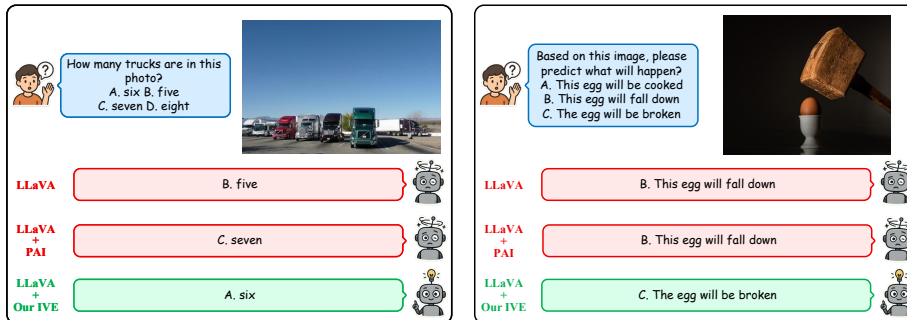 How many trucks are in this
photo?
A. six B. five
C. seven D. eight
LLaVA
B. five
LLaVA
+
PAI
C. seven
LLaVA
+
Our IVE
A. six
Based on this image, please
predict what will happen?
A. This egg will be cooked
B. This egg will fall down
C. The egg will be broken
LLaVA
B. This egg will fall down
LLaVA
+
PAI
B. This egg will fall down
LLaVA
+
Our IVE
C. The egg will be broken